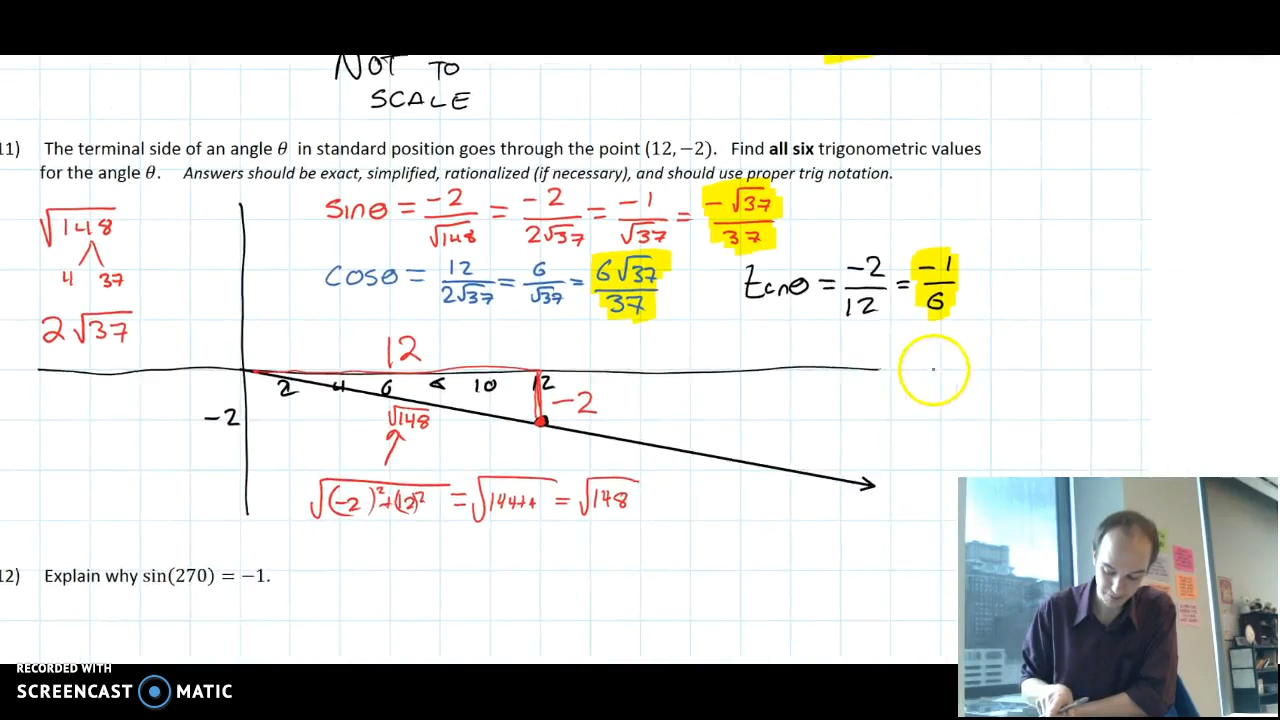 NOT TO
SCALE
11) The terminal side of an angle θ in standard position goes through the point (12, −2). Find all six trigonometric values
for the angle θ. Answers should be exact, simplified, rationalized (if necessary), and should use proper trig notation.
√148
4 37
2√37
sinθ = -2/√148 = -2/2√37 = -1/√37 = -√37/37
cosθ = 12/2√37 = 6/√37 = 6√37/37
tanθ = -2/12 = -1/6
12
2 4 6 8 10 12
-2
-2
√148
√(-2)²+(12)² = √144+4 = √148
12) Explain why sin(270) = −1.
RECORDED WITH
SCREENCAST MATIC